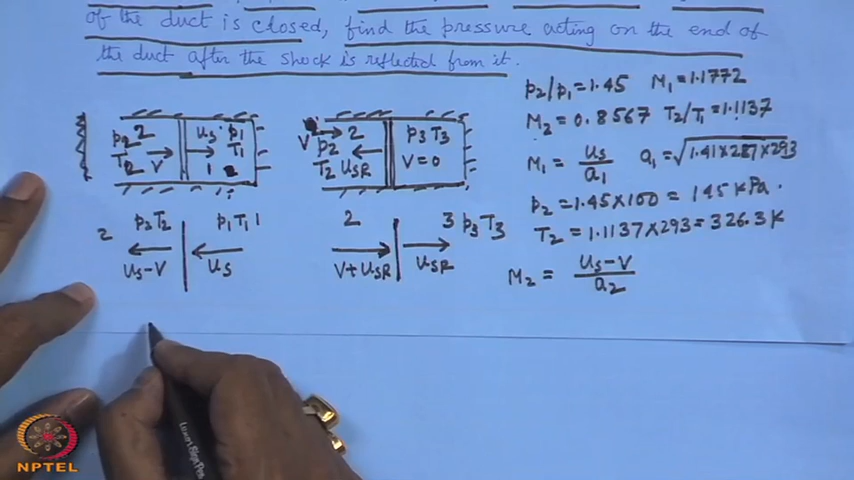 of the duct is closed, find the pressure acting on the end of
the duct after the shock is reflected from it.
p2/p1 = 1.45 M1 = 1.1772
M2 = 0.8567 T2/T1 = 1.1137
M1 = us/a1 a1 = √1.41×287×293
p2 = 1.45×100 = 145 kPa.
T2 = 1.1137×293 = 326.3K
M2 = us-V/a2
p2 2 us p1
T2 V T1
1
2 p3 T3
V p2 V=0
T2 usR
2 p2 T2 p1 T1 1
us-V us
2 3 p3 T3
V+usR usR
NPTEL